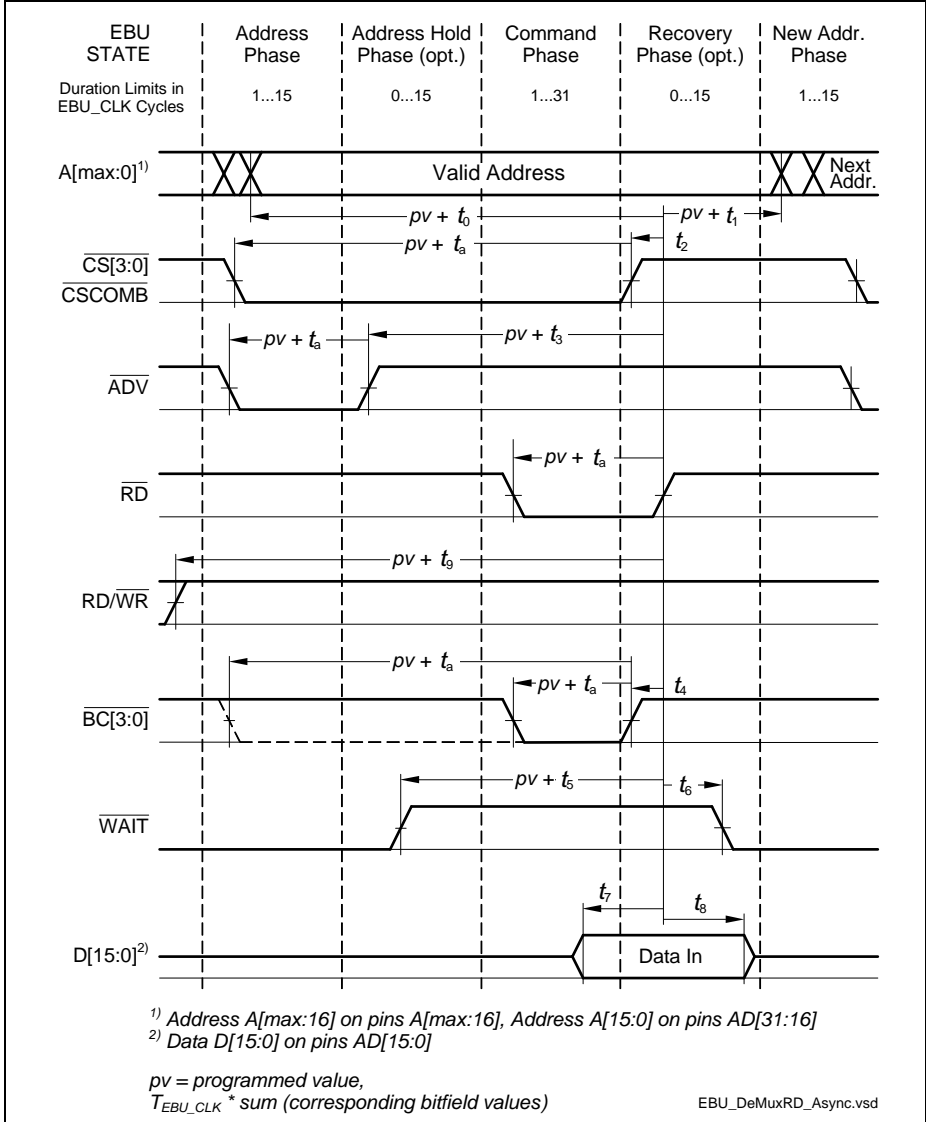 EBU STATE
Address Phase
Address Hold Phase (opt.)
Command Phase
Recovery Phase (opt.)
New Addr. Phase
Duration Limits in EBU_CLK Cycles
1...15
0...15
1...31
0...15
1...15
A[max:0]1)
Valid Address
Next Addr.
pv + t0
pv + t1
pv + ta
t2
CS[3:0]
CSCOMB
pv + ta
pv + t3
ADV
pv + ta
RD
pv + t9
RD/WR
pv + ta
pv + ta
t4
BC[3:0]
pv + t5
t6
WAIT
t7
t8
D[15:0]2)
Data In
1) Address A[max:16] on pins A[max:16], Address A[15:0] on pins AD[31:16]
2) Data D[15:0] on pins AD[15:0]
pv = programmed value,
TEBU_CLK * sum (corresponding bitfield values)
EBU_DeMuxRD_Async.vsd